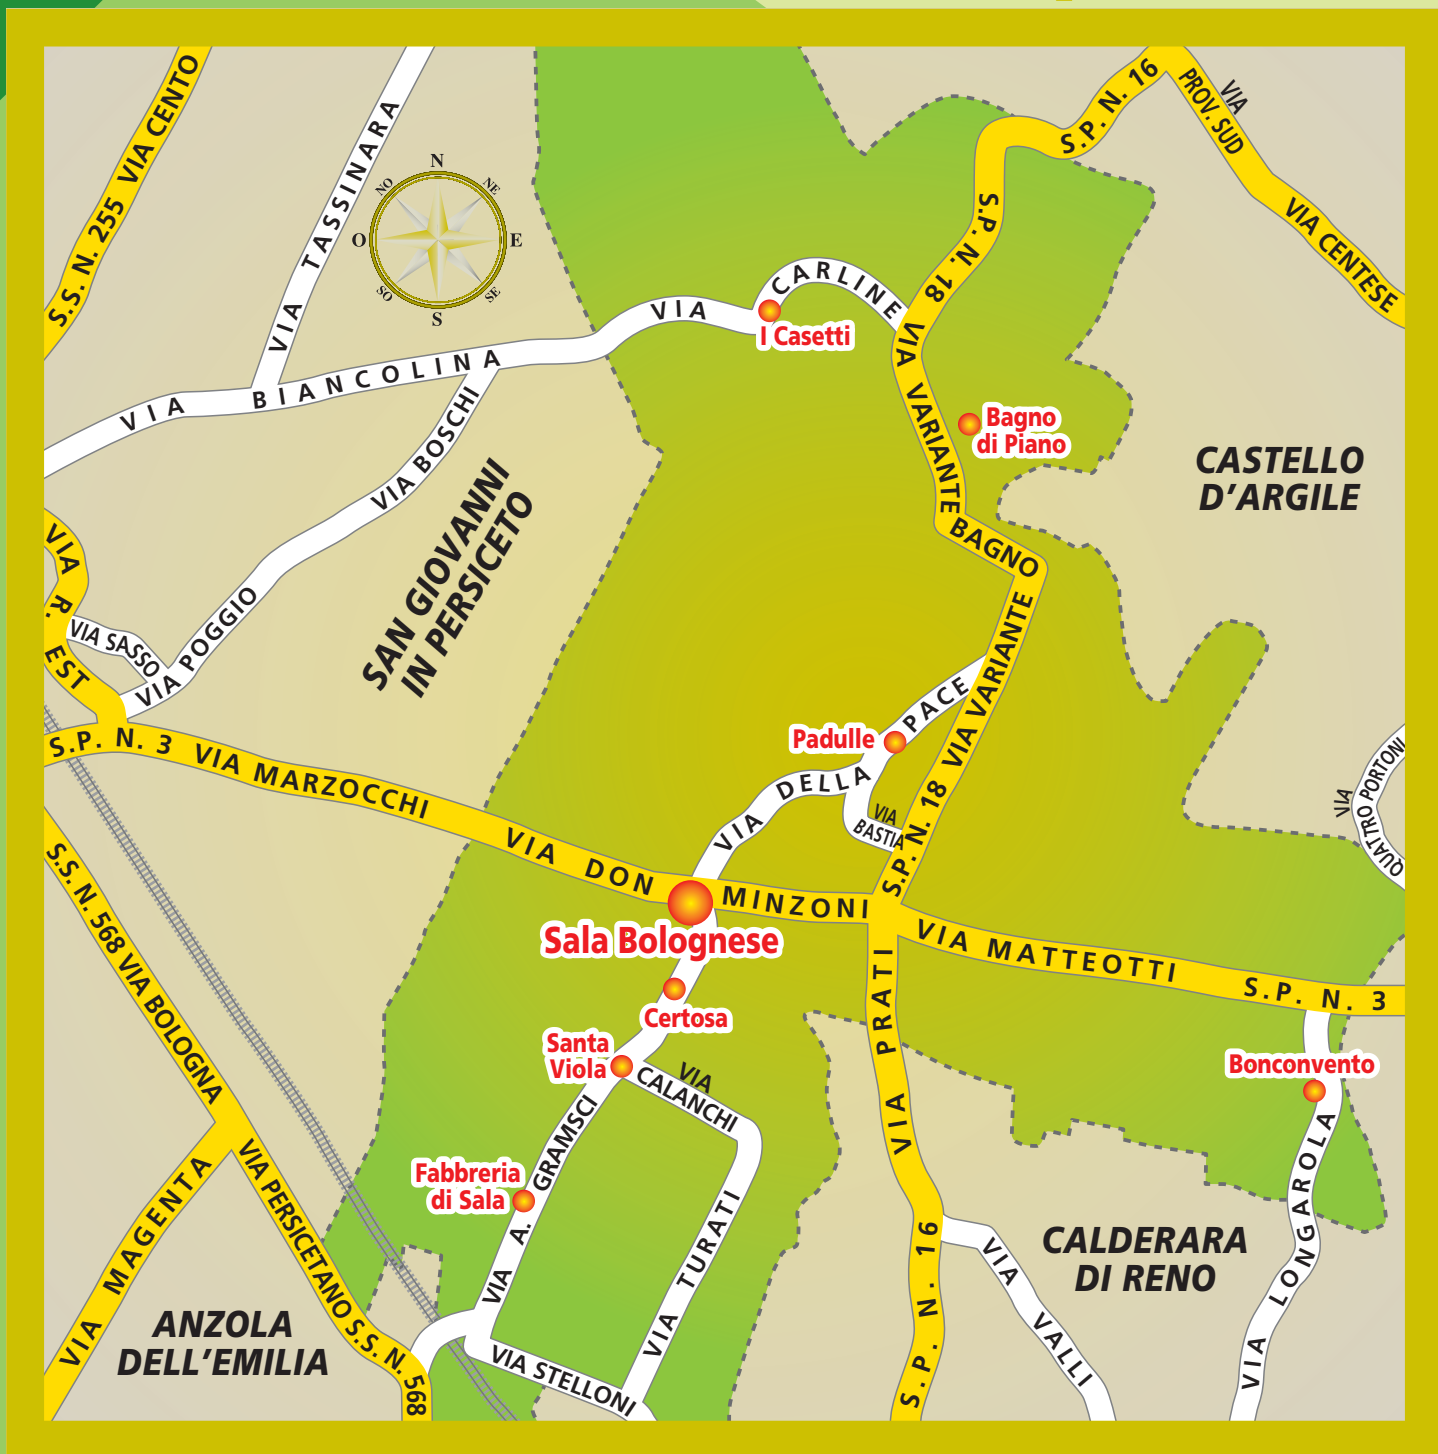 S.S. N. 255 VIA CENTO
VIA TASSINARA
N
NO
NE
O
E
SO
SE
S
S.P. N. 16
VIA
PROV. SUD
VIA CENTESE
S.P. N. 18
VIA CARLINE
I Casetti
VIA BIANCOLINA
VIA BOSCHI
VIA VARIANTE
Bagno
di Piano
CASTELLO
D'ARGILE
SAN GIOVANNI
IN PERSICETO
BAGNO
VIA R. EST
VIA SASSO
VIA POGGIO
S.P. N. 3 VIA MARZOCCHI
S.P. N. 18 VIA VARIANTE
Padulle
VIA DELLA PACE
VIA
BASTIA
VIA
QUATTRO PORTONI
VIA DON MINZONI
Sala Bolognese
VIA MATTEOTTI
S.P. N. 3
S.S. N. 568 VIA BOLOGNA
Certosa
Santa
Viola
VIA
CALANCHI
VIA PRATI
Bonconvento
Fabbreria
di Sala
VIA A. GRAMSCI
VIA TURATI
VIA LONGAROLA
VIA MAGENTA
VIA PERSICETANO S.S. N. 568
S.P. N. 16
CALDERARA
DI RENO
VIA VALLI
ANZOLA
DELL'EMILIA
VIA STELLONI